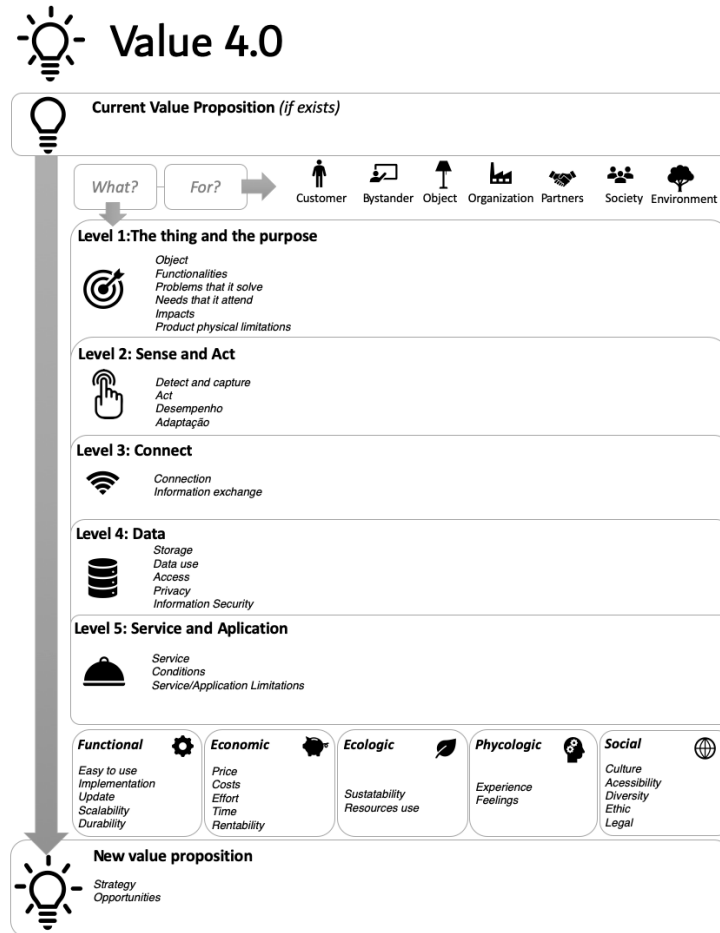 Value 4.0
Current Value Proposition (if exists)
What?
For?
Customer
Bystander
Object
Organization
Partners
Society
Environment
Level 1:The thing and the purpose
Object
Functionalities
Problems that it solve
Needs that it attend
Impacts
Product physical limitations
Level 2: Sense and Act
Detect and capture
Act
Desempenho
Adaptação
Level 3: Connect
Connection
Information exchange
Level 4: Data
Storage
Data use
Access
Privacy
Information Security
Level 5: Service and Aplication
Service
Conditions
Service/Application Limitations
Functional
Easy to use
Implementation
Update
Scalability
Durability
Economic
Price
Costs
Effort
Time
Rentability
Ecologic
Sustatability
Resources use
Phycologic
Experience
Feelings
Social
Culture
Acessibility
Diversity
Ethic
Legal
New value proposition
Strategy
Opportunities